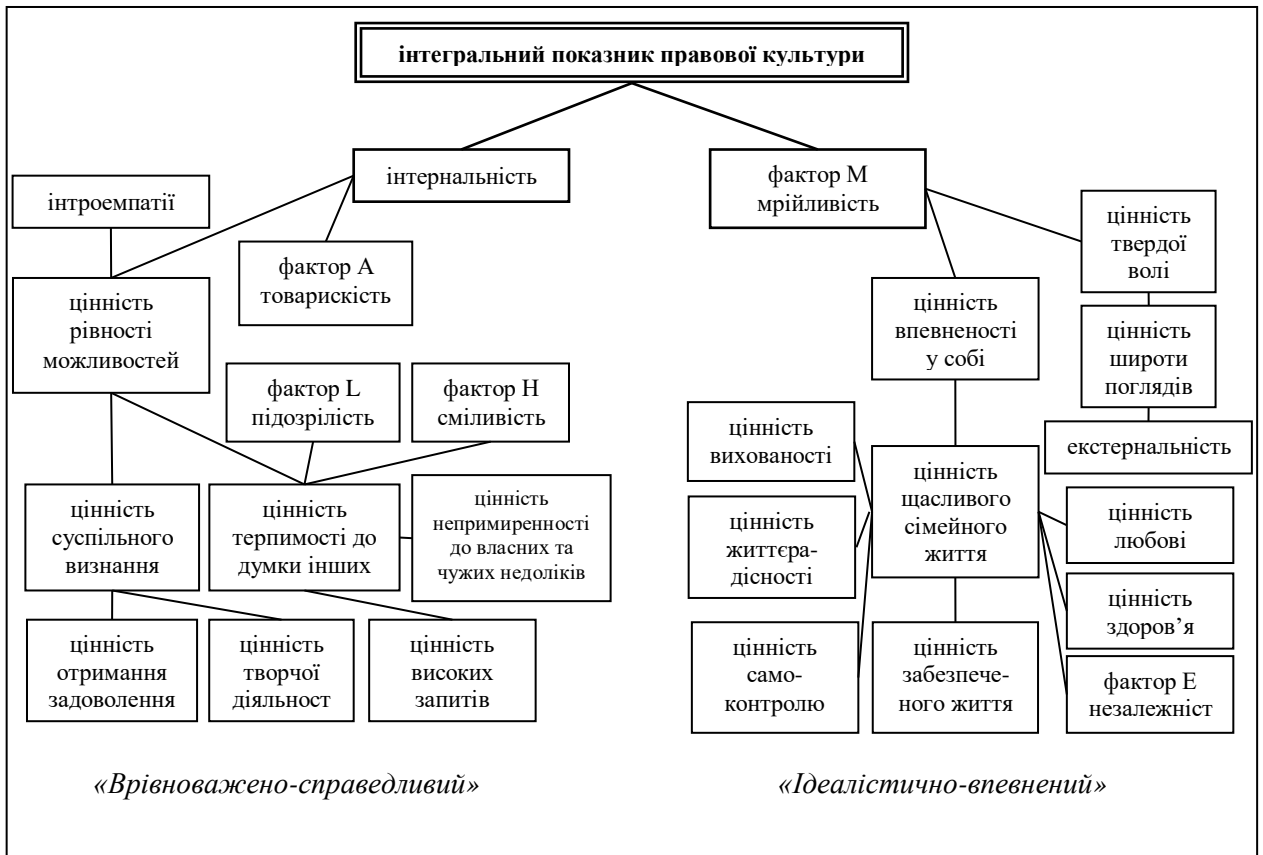 інтегральний показник правової культури
інтернальність
фактор М
мрійливість
інтроемпатії
фактор А
товарискість
цінність
твердої
волі
цінність
рівності
можливостей
цінність
впевненості
у собі
цінність
широти
поглядів
фактор L
підозрілість
фактор Н
сміливість
цінність
вихованості
екстернальність
цінність
суспільного
визнання
цінність
терпимості до
думки інших
цінність
непримиренності
до власних та
чужих недоліків
цінність
життєра-
дісності
цінність
щасливого
сімейного
життя
цінність
любові
цінність
здоров’я
цінність
отримання
задоволення
цінність
творчої
діяльност
цінність
високих
запитів
цінність
само-
контролю
цінність
забезпече-
ного життя
фактор Е
незалежніст
«Врівноважено-справедливий»
«Ідеалістично-впевнений»